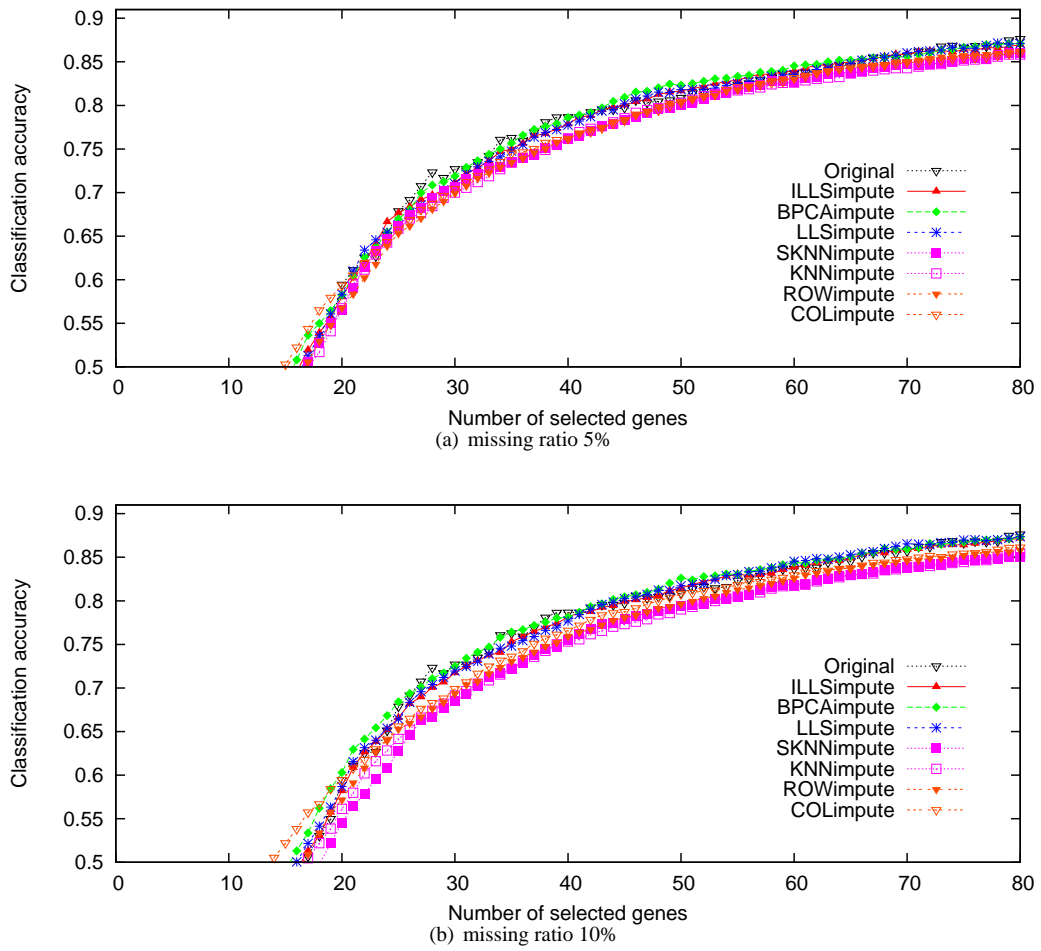 0.9
0.85
0.8
0.75
0.7
0.65
0.6
0.55
0.5
Classification accuracy
Original
ILLSimpute
BPCAimpute
LLSimpute
SKNNimpute
KNNimpute
ROWimpute
COLimpute
0 10 20 30 40 50 60 70 80
Number of selected genes
(a) missing ratio 5%
0.9
0.85
0.8
0.75
0.7
0.65
0.6
0.55
0.5
Classification accuracy
Original
ILLSimpute
BPCAimpute
LLSimpute
SKNNimpute
KNNimpute
ROWimpute
COLimpute
0 10 20 30 40 50 60 70 80
Number of selected genes
(b) missing ratio 10%